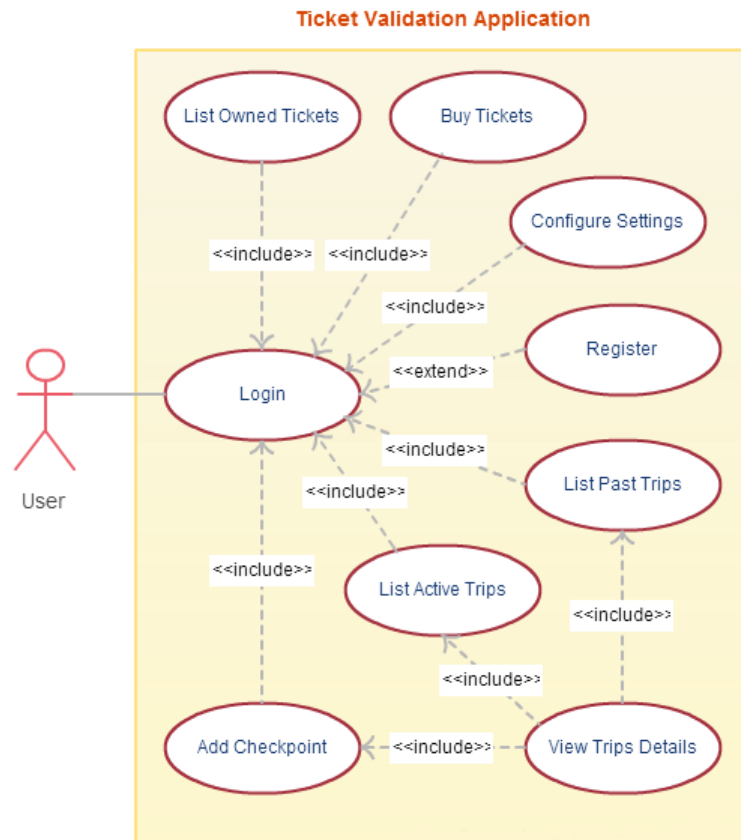 Ticket Validation Application
List Owned Tickets
Buy Tickets
Configure Settings
<<include>>
<<include>>
<<include>>
Register
<<extend>>
Login
User
<<include>>
List Past Trips
<<include>>
<<include>>
List Active Trips
<<include>>
<<include>>
Add Checkpoint
<<include>>
View Trips Details